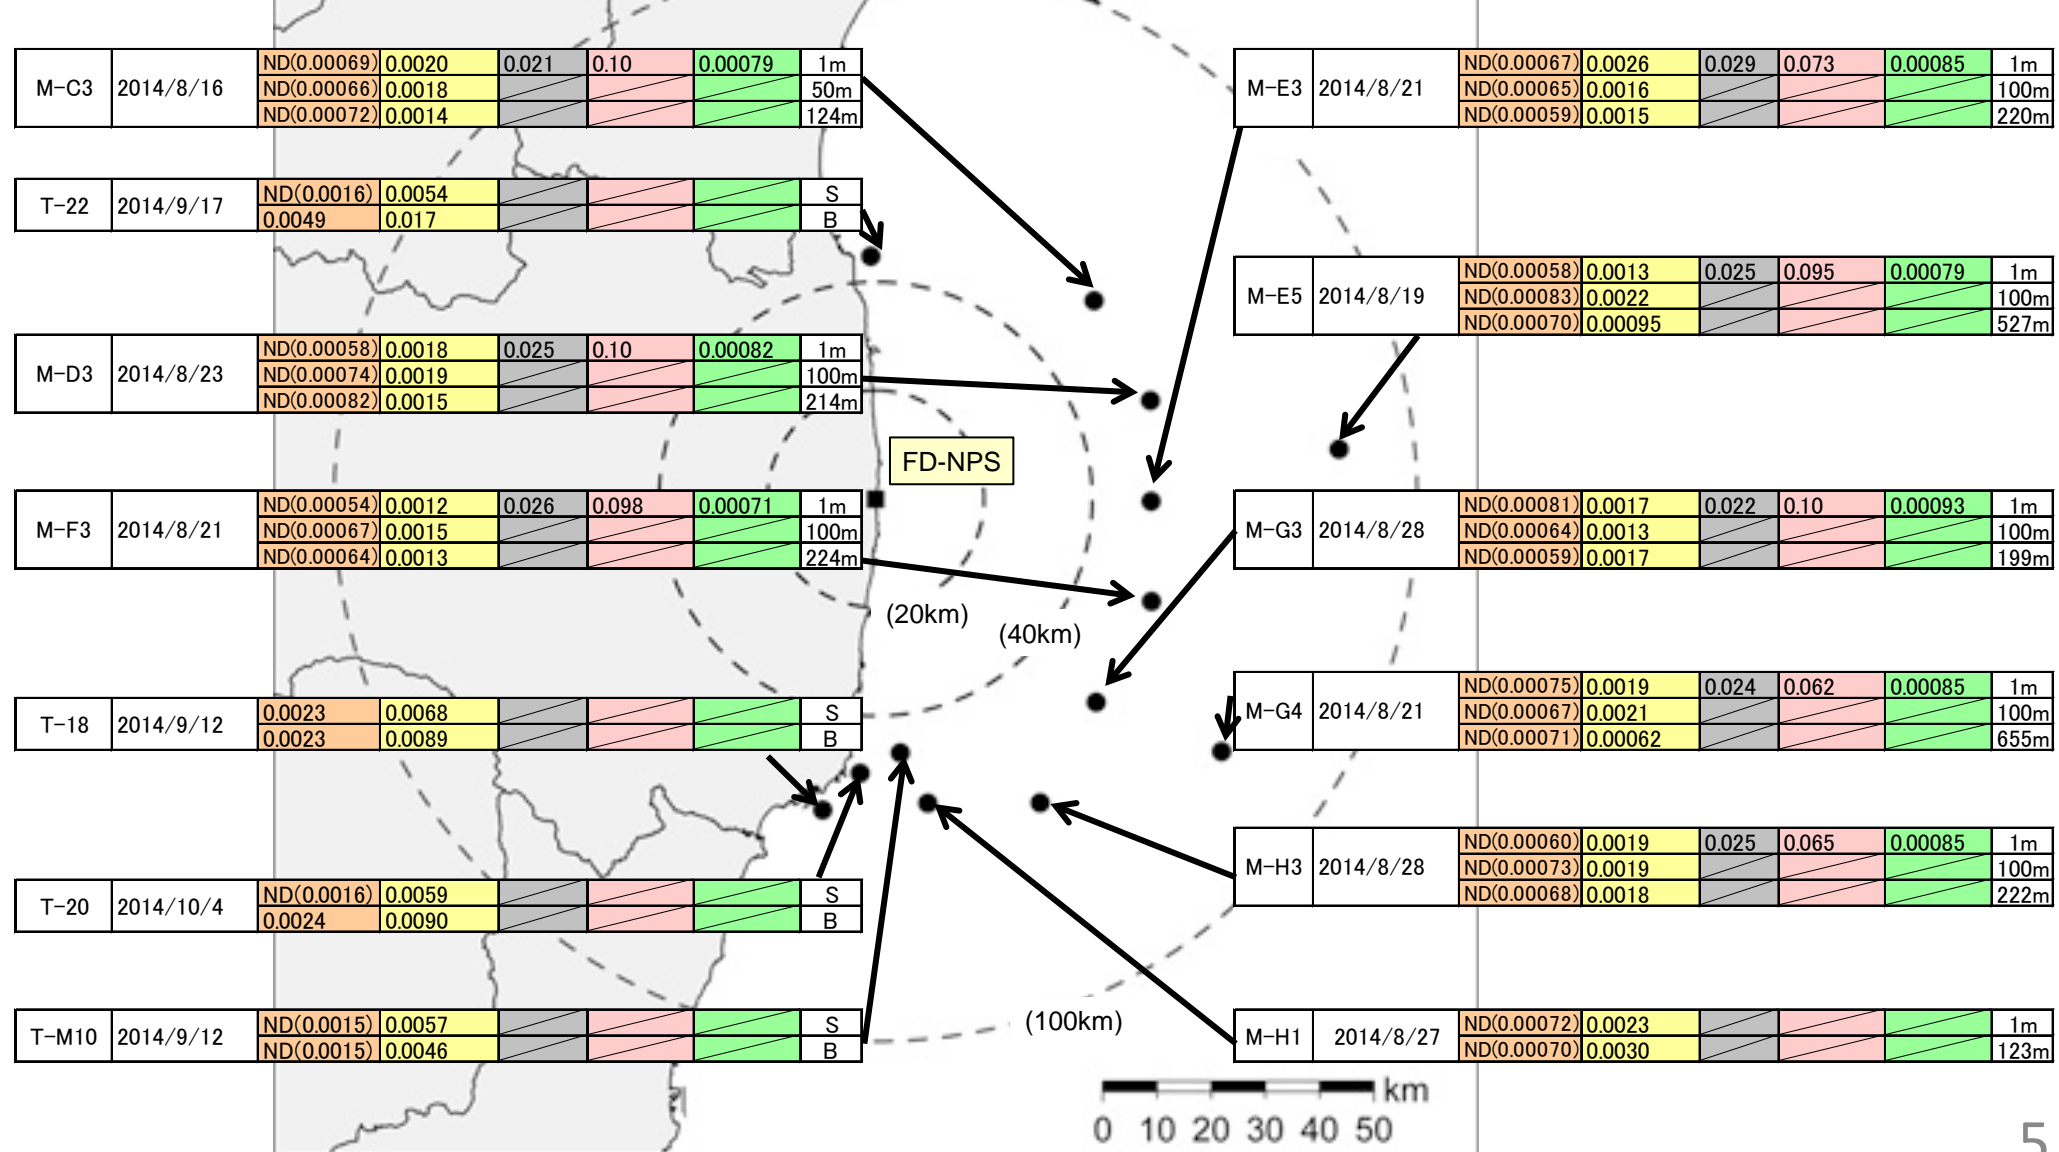 M-C3 2014/8/16 ND(0.00069) 0.0020 0.021 0.10 0.00079 1m
ND(0.00066) 0.0018 50m
ND(0.00072) 0.0014 124m
T-22 2014/9/17 ND(0.0016) 0.0054 S
0.0049 0.017 B
M-D3 2014/8/23 ND(0.00058) 0.0018 0.025 0.10 0.00082 1m
ND(0.00074) 0.0019 100m
ND(0.00082) 0.0015 214m
M-F3 2014/8/21 ND(0.00054) 0.0012 0.026 0.098 0.00071 1m
ND(0.00067) 0.0015 100m
ND(0.00064) 0.0013 224m
T-18 2014/9/12 0.0023 0.0068 S
0.0023 0.0089 B
T-20 2014/10/4 ND(0.0016) 0.0059 S
0.0024 0.0090 B
T-M10 2014/9/12 ND(0.0015) 0.0057 S
ND(0.0015) 0.0046 B
FD-NPS
(20km)
(40km)
(100km)
M-E3 2014/8/21 ND(0.00067) 0.0026 0.029 0.073 0.00085 1m
ND(0.00065) 0.0016 100m
ND(0.00059) 0.0015 220m
M-E5 2014/8/19 ND(0.00058) 0.0013 0.025 0.095 0.00079 1m
ND(0.00083) 0.0022 100m
ND(0.00070) 0.00095 527m
M-G3 2014/8/28 ND(0.00081) 0.0017 0.022 0.10 0.00093 1m
ND(0.00064) 0.0013 100m
ND(0.00059) 0.0017 199m
M-G4 2014/8/21 ND(0.00075) 0.0019 0.024 0.062 0.00085 1m
ND(0.00067) 0.0021 100m
ND(0.00071) 0.00062 655m
M-H3 2014/8/28 ND(0.00060) 0.0019 0.025 0.065 0.00085 1m
ND(0.00073) 0.0019 100m
ND(0.00068) 0.0018 222m
M-H1 2014/8/27 ND(0.00072) 0.0023 1m
ND(0.00070) 0.0030 123m
km
0 10 20 30 40 50
5